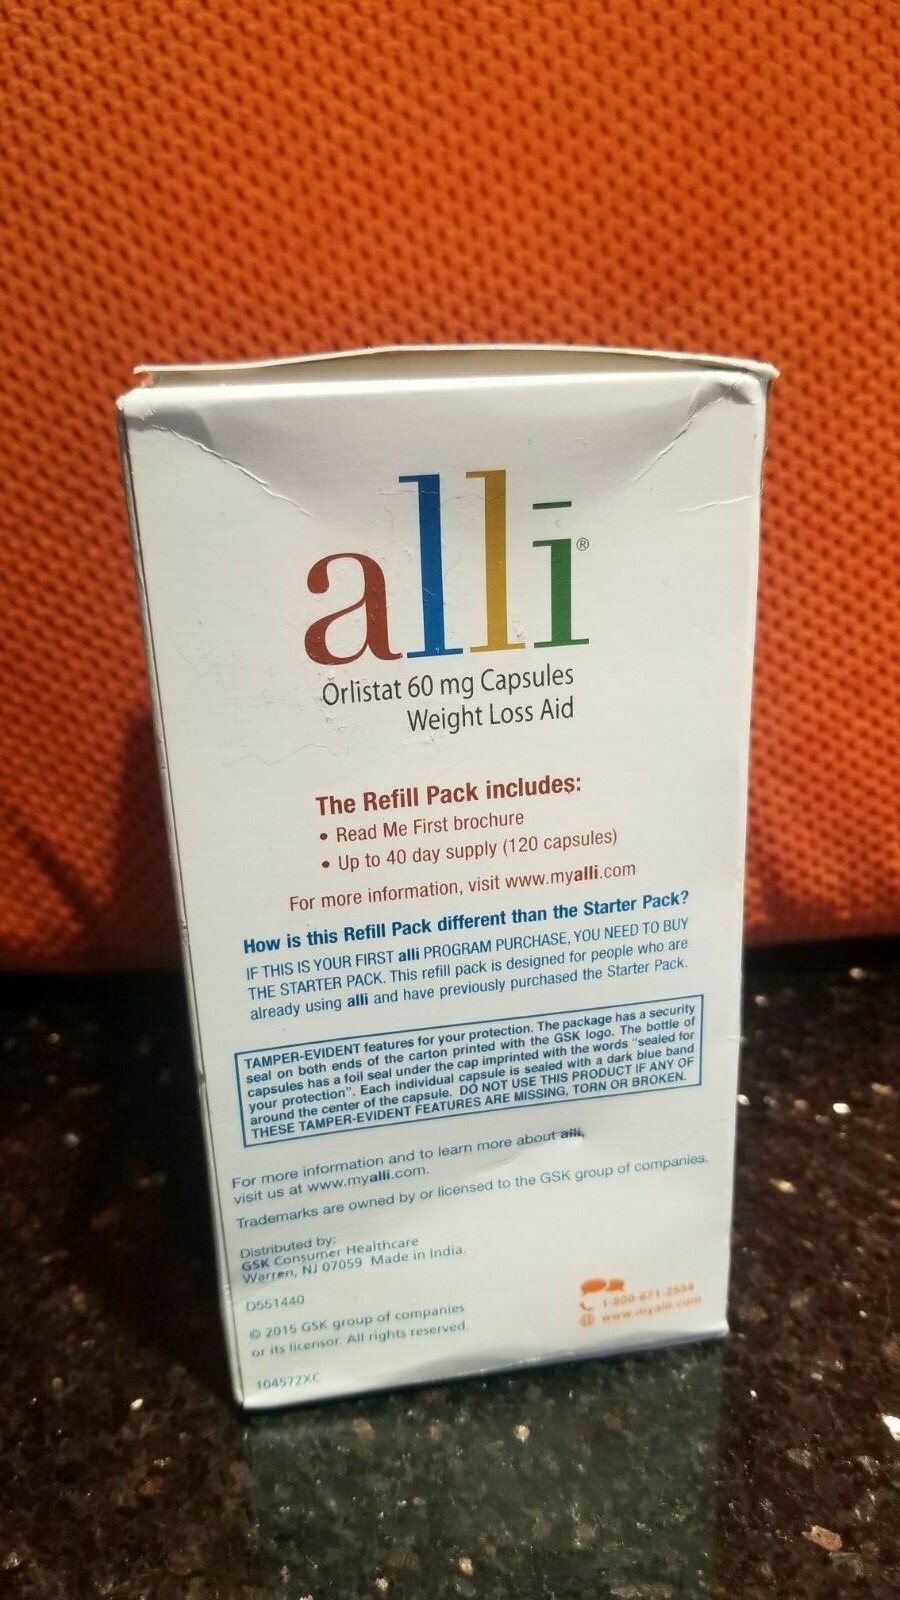 alli®
Orlistat 60 mg Capsules
Weight Loss Aid
The Refill Pack includes:
• Read Me First brochure
• Up to 40 day supply (120 capsules)
For more information, visit www.myalli.com
How is this Refill Pack different than the Starter Pack?
IF THIS IS YOUR FIRST alli PROGRAM PURCHASE, YOU NEED TO BUY
THE STARTER PACK. This refill pack is designed for people who are
already using alli and have previously purchased the Starter Pack.
TAMPER-EVIDENT features for your protection. The package has a security
seal on both ends of the carton printed with the GSK logo. The bottle of
capsules has a foil seal under the cap imprinted with the words "sealed for
your protection". Each individual capsule is sealed with a dark blue band
around the center of the capsule. DO NOT USE THIS PRODUCT IF ANY OF
THESE TAMPER-EVIDENT FEATURES ARE MISSING, TORN OR BROKEN.
For more information and to learn more about alli,
visit us at www.myalli.com.
Trademarks are owned by or licensed to the GSK group of companies.
Distributed by:
GSK Consumer Healthcare
Warren, NJ 07059 Made in India.
D551440
© 2015 GSK group of companies
or its licensor. All rights reserved.
104572XC
1-800-671-2554
www.myalli.com